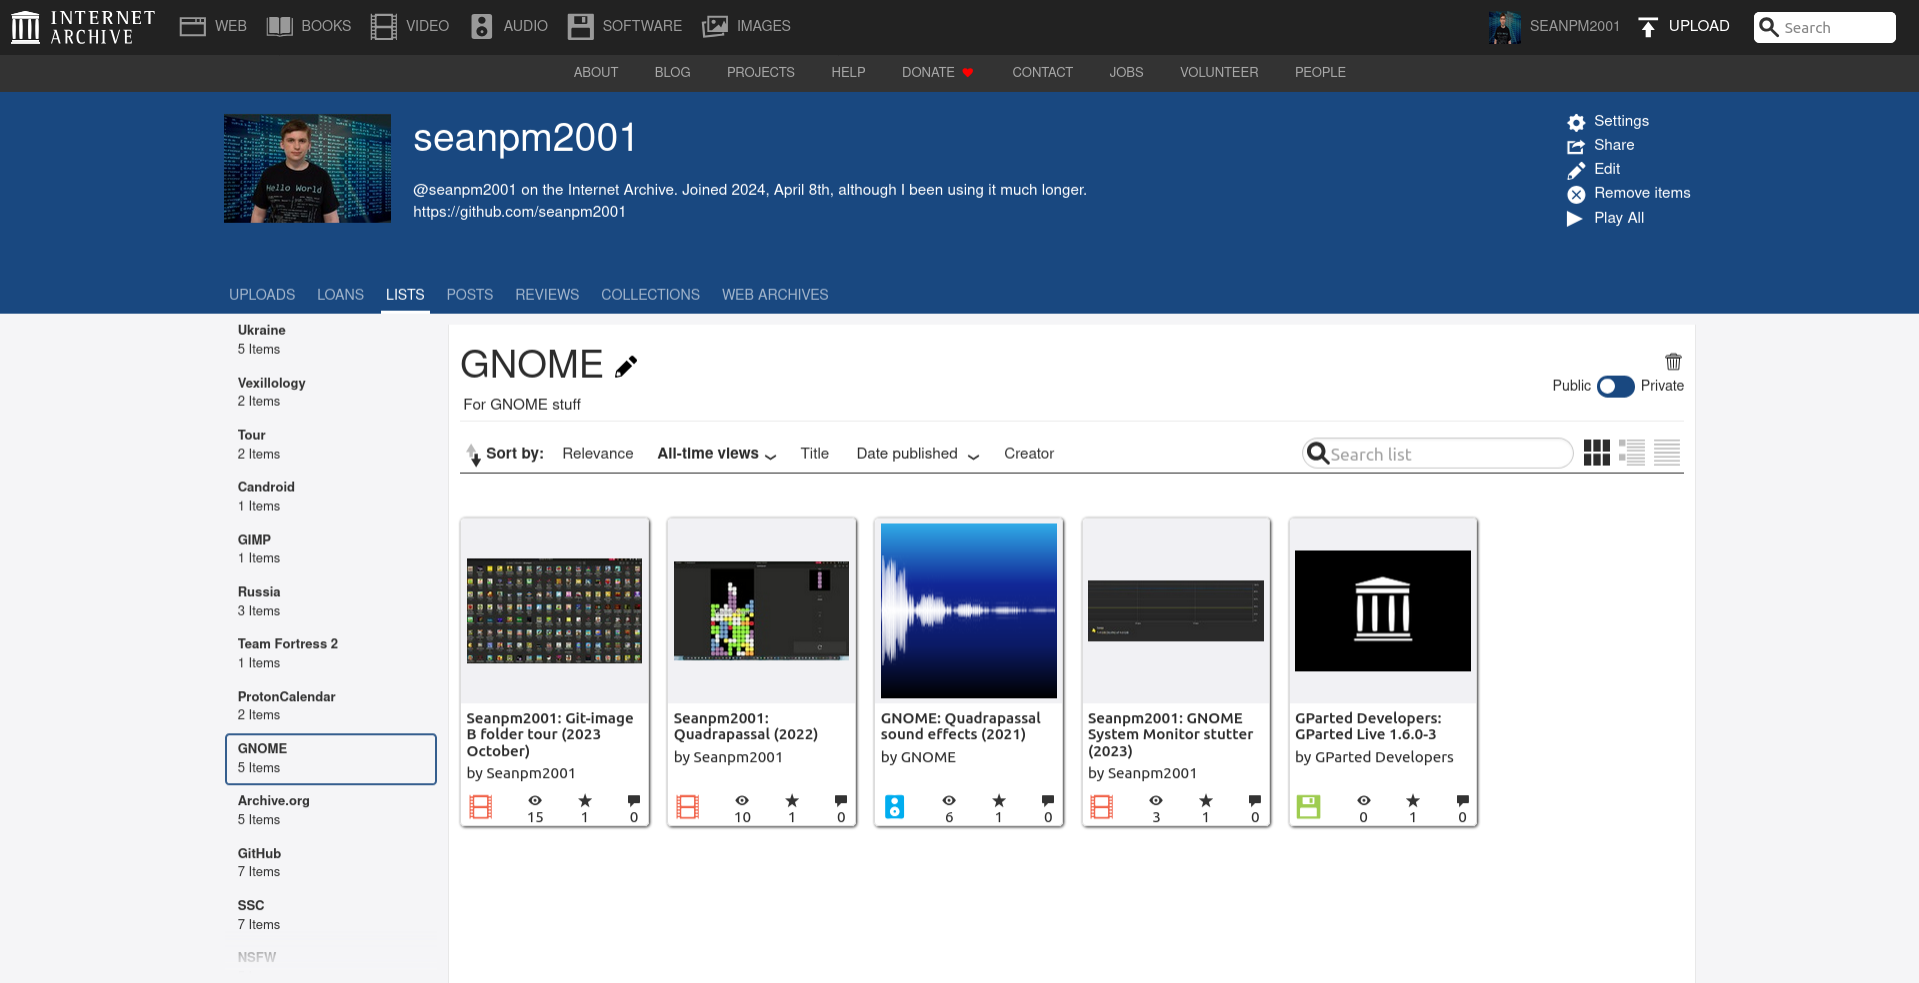 INTERNET
ARCHIVE
WEB
BOOKS
VIDEO
AUDIO
SOFTWARE
IMAGES
SEANPM2001
UPLOAD
Search
ABOUT
BLOG
PROJECTS
HELP
DONATE
CONTACT
JOBS
VOLUNTEER
PEOPLE
Hello World
seanpm2001
@seanpm2001 on the Internet Archive. Joined 2024, April 8th, although I been using it much longer.
https://github.com/seanpm2001
Settings
Share
Edit
Remove items
Play All
UPLOADS
LOANS
LISTS
POSTS
REVIEWS
COLLECTIONS
WEB ARCHIVES
Ukraine
5 Items
Vexillology
2 Items
Tour
2 Items
Candroid
1 Items
GIMP
1 Items
Russia
3 Items
Team Fortress 2
1 Items
ProtonCalendar
2 Items
GNOME
5 Items
Archive.org
5 Items
GitHub
7 Items
SSC
7 Items
NSFW
GNOME
For GNOME stuff
Public
Private
Sort by:
Relevance
All-time views
Title
Date published
Creator
Search list
Seanpm2001: Git-image
B folder tour (2023
October)
by Seanpm2001
15
1
0
Seanpm2001:
Quadrapassal (2022)
by Seanpm2001
10
1
0
GNOME: Quadrapassal
sound effects (2021)
by GNOME
6
1
0
Seanpm2001: GNOME
System Monitor stutter
(2023)
by Seanpm2001
3
1
0
GParted Developers:
GParted Live 1.6.0-3
by GParted Developers
0
1
0